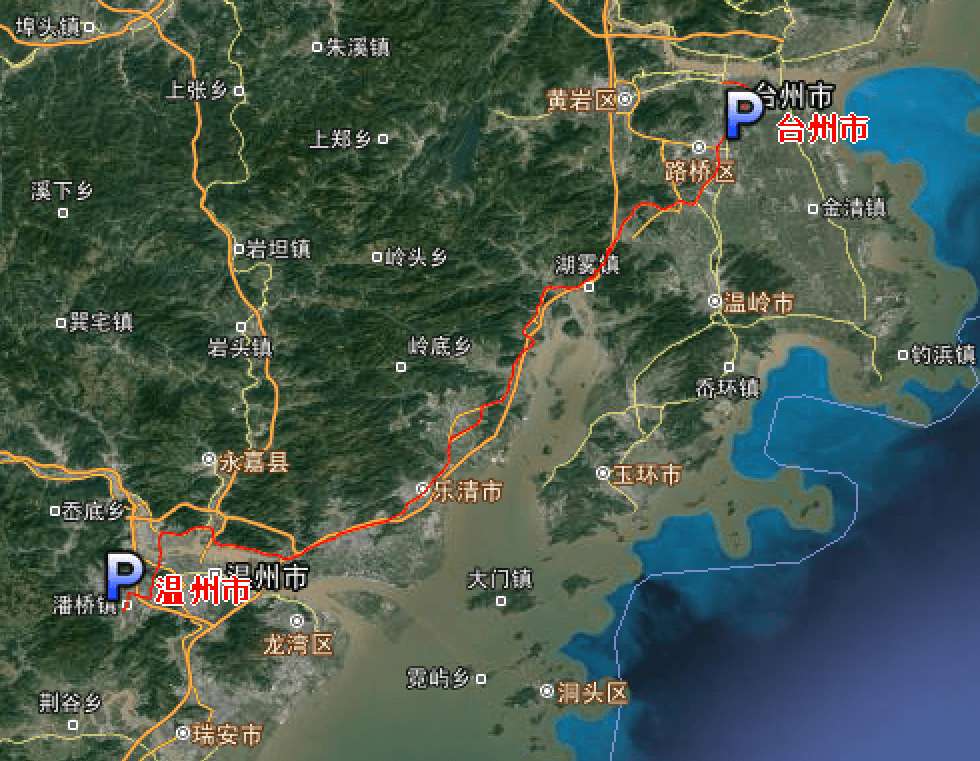 埠头镇
朱溪镇
上张乡
黄岩区
P
台州市
台州市
上郑乡
路桥区
溪下乡
金清镇
岩坦镇
岭头乡
湖雾镇
温岭市
巽宅镇
岩头镇
岭底乡
钓浜镇
岙环镇
永嘉县
玉环市
乐清市
岙底乡
P
温州市
温州市
大门镇
潘桥镇
龙湾区
霓屿乡
洞头区
荆谷乡
瑞安市